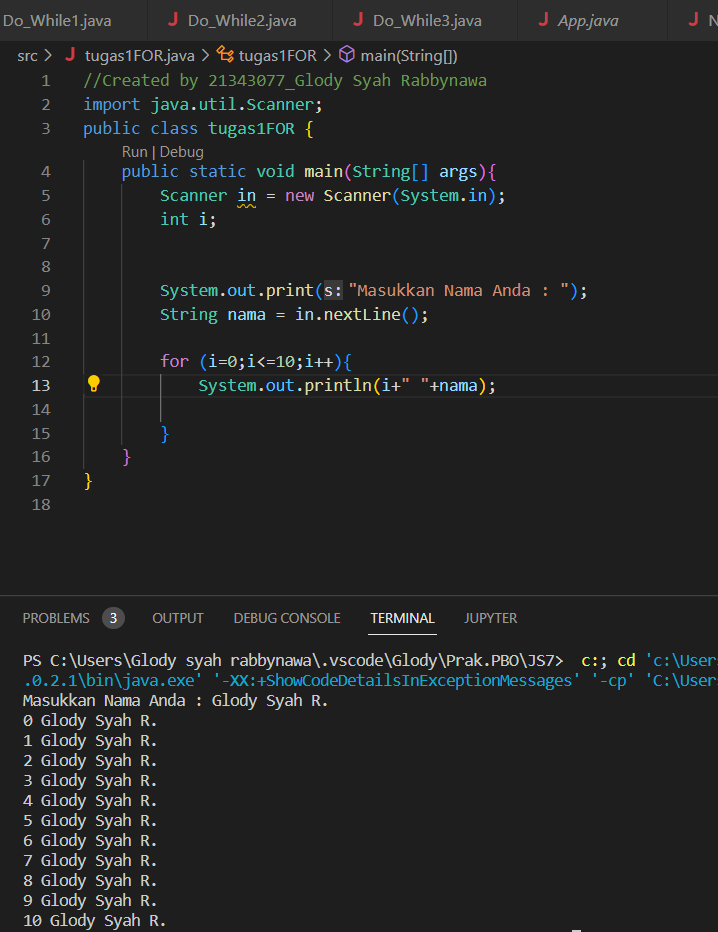 Do_While1.java Do_While2.java Do_While3.java App.java N
src > tugas1FOR.java > tugas1FOR > main(String[])
1 //Created by 21343077_Glody Syah Rabbynawa
2 import java.util.Scanner;
3 public class tugas1FOR {
Run | Debug
4 public static void main(String[] args){
5 Scanner in = new Scanner(System.in);
6 int i;
7
8
9 System.out.print(s: "Masukkan Nama Anda : ");
10 String nama = in.nextLine();
11
12 for (i=0;i<=10;i++){
13 System.out.println(i+" "+nama);
14
15 }
16 }
17 }
18
PROBLEMS 3 OUTPUT DEBUG CONSOLE TERMINAL JUPYTER
PS C:\Users\Glody syah rabbynawa\.vscode\Glody\Prak.PBO\JS7> c:; cd 'c:\Users
.0.2.1\bin\java.exe' '-XX:+ShowCodeDetailsInExceptionMessages' '-cp' 'C:\User
Masukkan Nama Anda : Glody Syah R.
0 Glody Syah R.
1 Glody Syah R.
2 Glody Syah R.
3 Glody Syah R.
4 Glody Syah R.
5 Glody Syah R.
6 Glody Syah R.
7 Glody Syah R.
8 Glody Syah R.
9 Glody Syah R.
10 Glody Syah R.